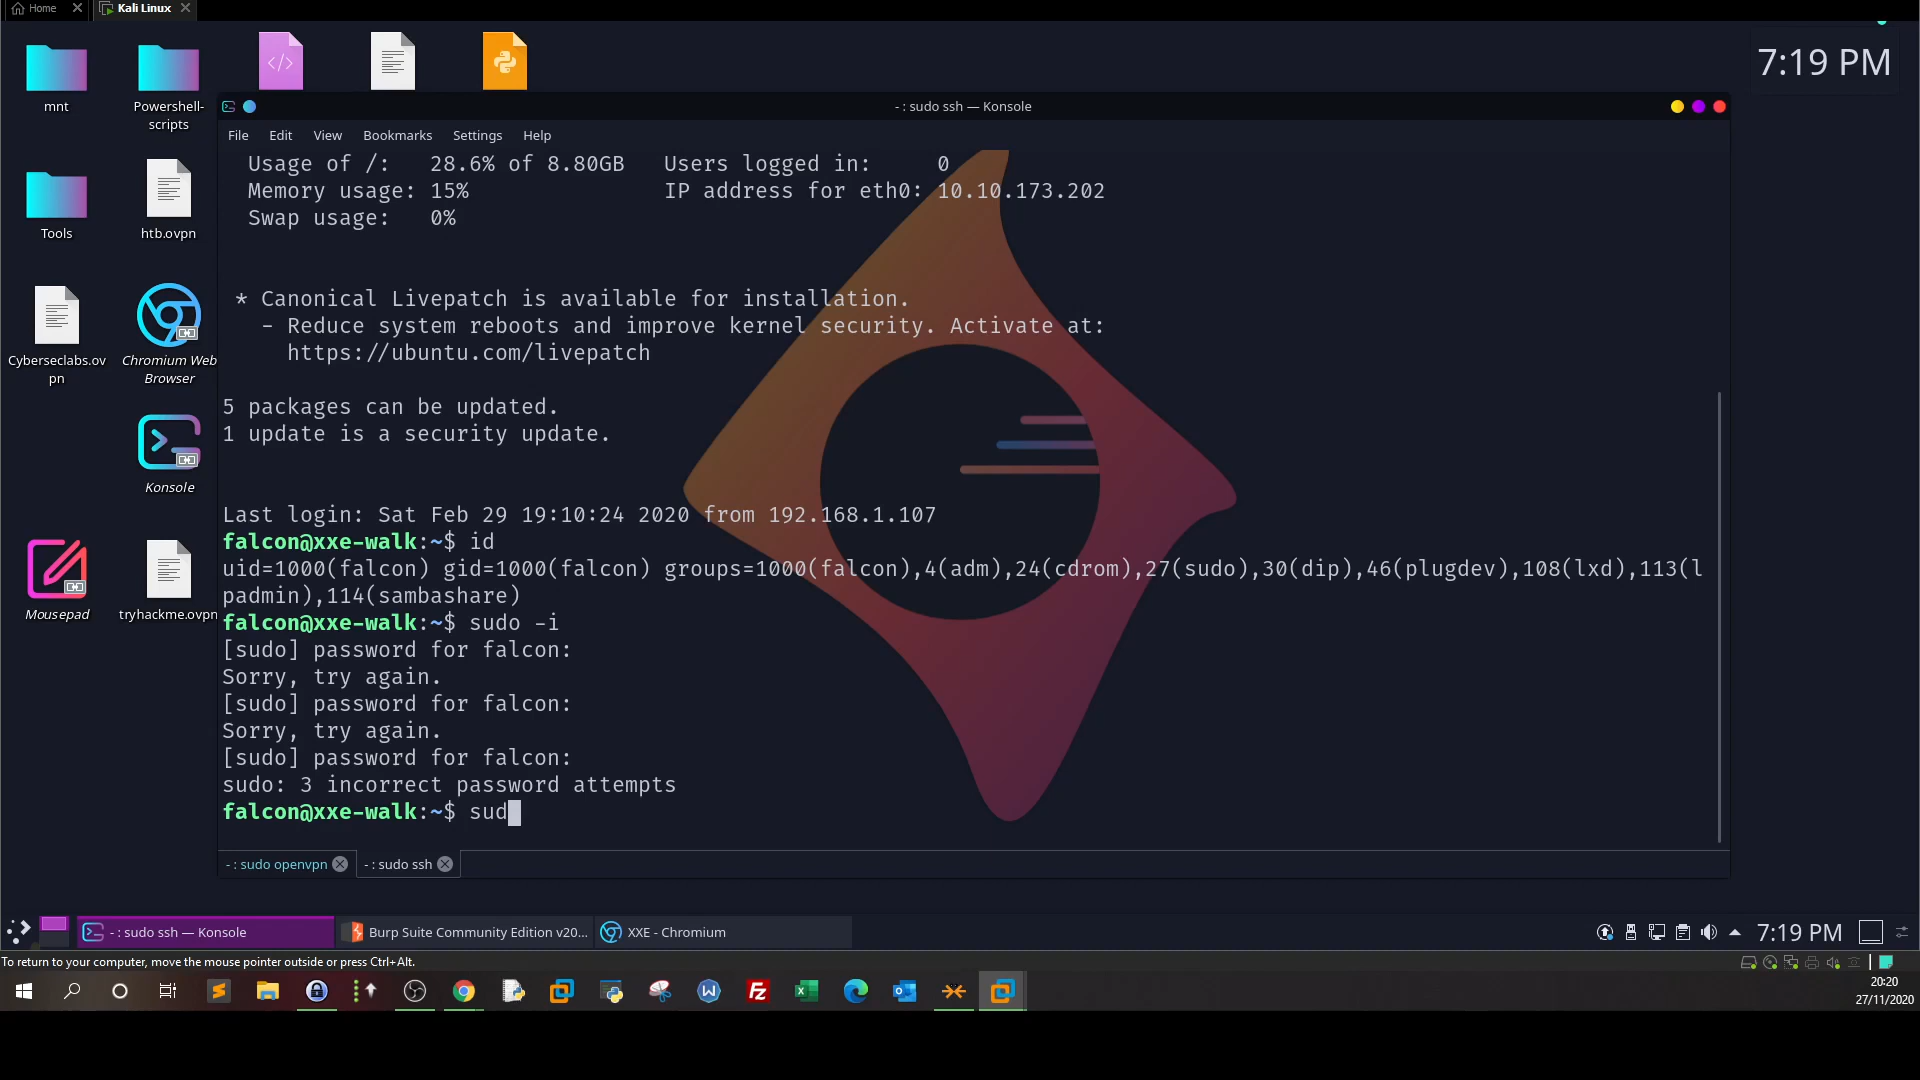 Home
Kali Linux
7:19 PM
mnt
Powershell-
scripts
Tools
htb.ovpn
Cyberseclabs.ov
pn
Chromium Web
Browser
Konsole
Mousepad
tryhackme.ovpn
- : sudo ssh — Konsole
File Edit View Bookmarks Settings Help
Usage of /: 28.6% of 8.80GB Users logged in: 0
Memory usage: 15% IP address for eth0: 10.10.173.202
Swap usage: 0%
* Canonical Livepatch is available for installation.
- Reduce system reboots and improve kernel security. Activate at:
https://ubuntu.com/livepatch
5 packages can be updated.
1 update is a security update.
Last login: Sat Feb 29 19:10:24 2020 from 192.168.1.107
falcon@xxe-walk:~$ id
uid=1000(falcon) gid=1000(falcon) groups=1000(falcon),4(adm),24(cdrom),27(sudo),30(dip),46(plugdev),108(lxd),113(l
padmin),114(sambashare)
falcon@xxe-walk:~$ sudo -i
[sudo] password for falcon:
Sorry, try again.
[sudo] password for falcon:
Sorry, try again.
[sudo] password for falcon:
sudo: 3 incorrect password attempts
falcon@xxe-walk:~$ sud
- : sudo openvpn
- : sudo ssh
- : sudo ssh — Konsole
Burp Suite Community Edition v20...
XXE - Chromium
7:19 PM
To return to your computer, move the mouse pointer outside or press Ctrl+Alt.
20:20
27/11/2020